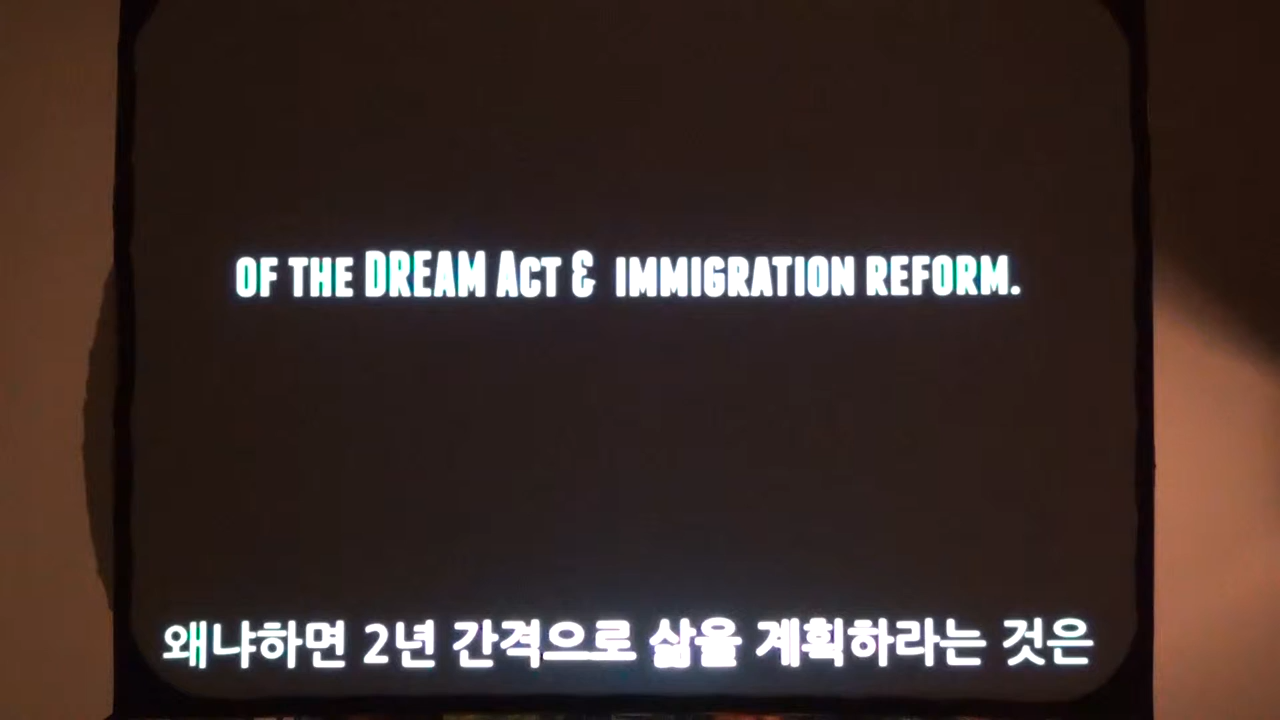 OF THE DREAM ACT & IMMIGRATION REFORM.
왜냐하면 2년 간격으로 삶을 계획하라는 것은